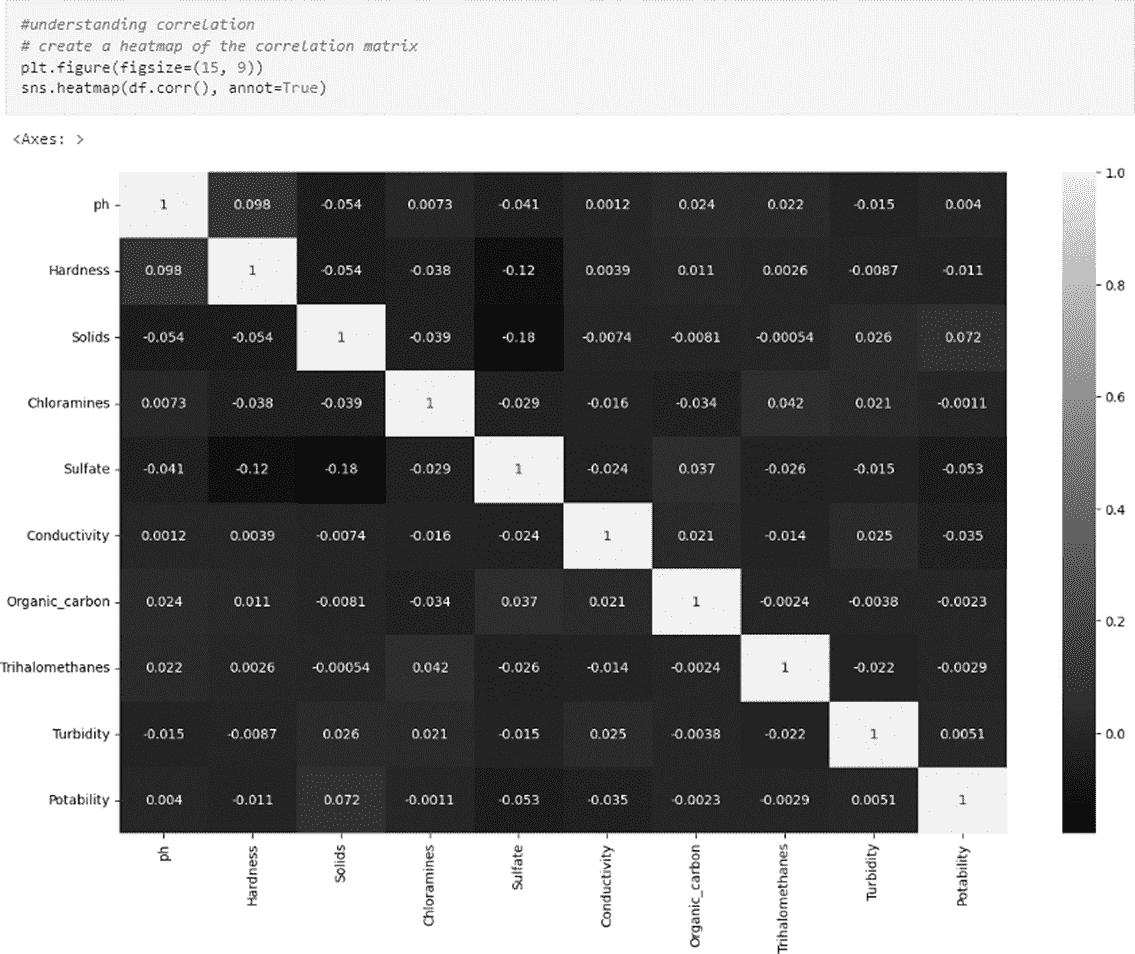 #understanding correlation
# create a heatmap of the correlation matrix
plt.figure(figsize=(15, 9))
sns.heatmap(df.corr(), annot=True)
<Axes: >
ph 1 0.098 -0.054 0.0073 -0.041 0.0012 0.024 0.022 -0.015 0.004
Hardness 0.098 1 -0.054 -0.038 -0.12 0.0039 0.011 0.0026 -0.0087 -0.011
Solids -0.054 -0.054 1 -0.039 -0.18 -0.0074 -0.0081 -0.00054 0.026 0.072
Chloramines 0.0073 -0.038 -0.039 1 -0.029 -0.016 -0.034 0.042 0.021 -0.0011
Sulfate -0.041 -0.12 -0.18 -0.029 1 -0.024 0.037 -0.026 -0.015 -0.053
Conductivity 0.0012 0.0039 -0.0074 -0.016 -0.024 1 0.021 -0.014 0.025 -0.035
Organic_carbon 0.024 0.011 -0.0081 -0.034 0.037 0.021 1 -0.0024 -0.0038 -0.0023
Trihalomethanes 0.022 0.0026 -0.00054 0.042 -0.026 -0.014 -0.0024 1 -0.022 -0.0029
Turbidity -0.015 -0.0087 0.026 0.021 -0.015 0.025 -0.0038 -0.022 1 0.0051
Potability 0.004 -0.011 0.072 -0.0011 -0.053 -0.035 -0.0023 -0.0029 0.0051 1
ph Hardness Solids Chloramines Sulfate Conductivity Organic_carbon Trihalomethanes Turbidity Potability
1.0
0.8
0.6
0.4
0.2
0.0